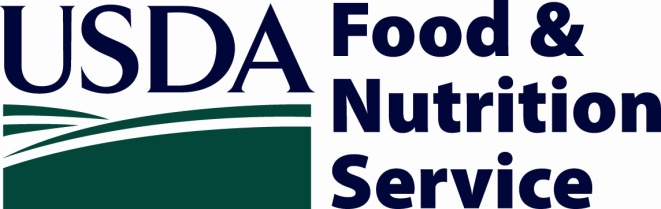 USDA
Food &
Nutrition
Service